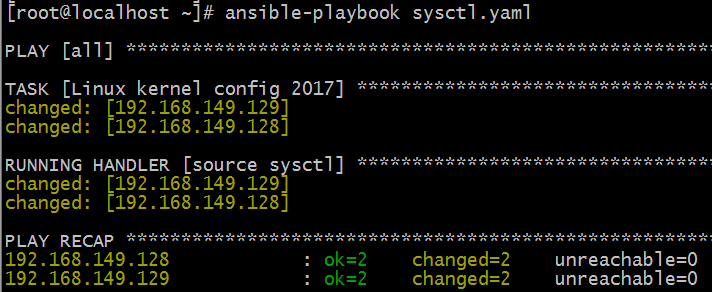 [root@localhost ~]# ansible-playbook sysctl.yaml
PLAY [all] ******************************************************
TASK [Linux kernel config 2017] *********************************
changed: [192.168.149.129]
changed: [192.168.149.128]
RUNNING HANDLER [source sysctl] *********************************
changed: [192.168.149.129]
changed: [192.168.149.128]
PLAY RECAP ******************************************************
192.168.149.128 : ok=2 changed=2 unreachable=0
192.168.149.129 : ok=2 changed=2 unreachable=0